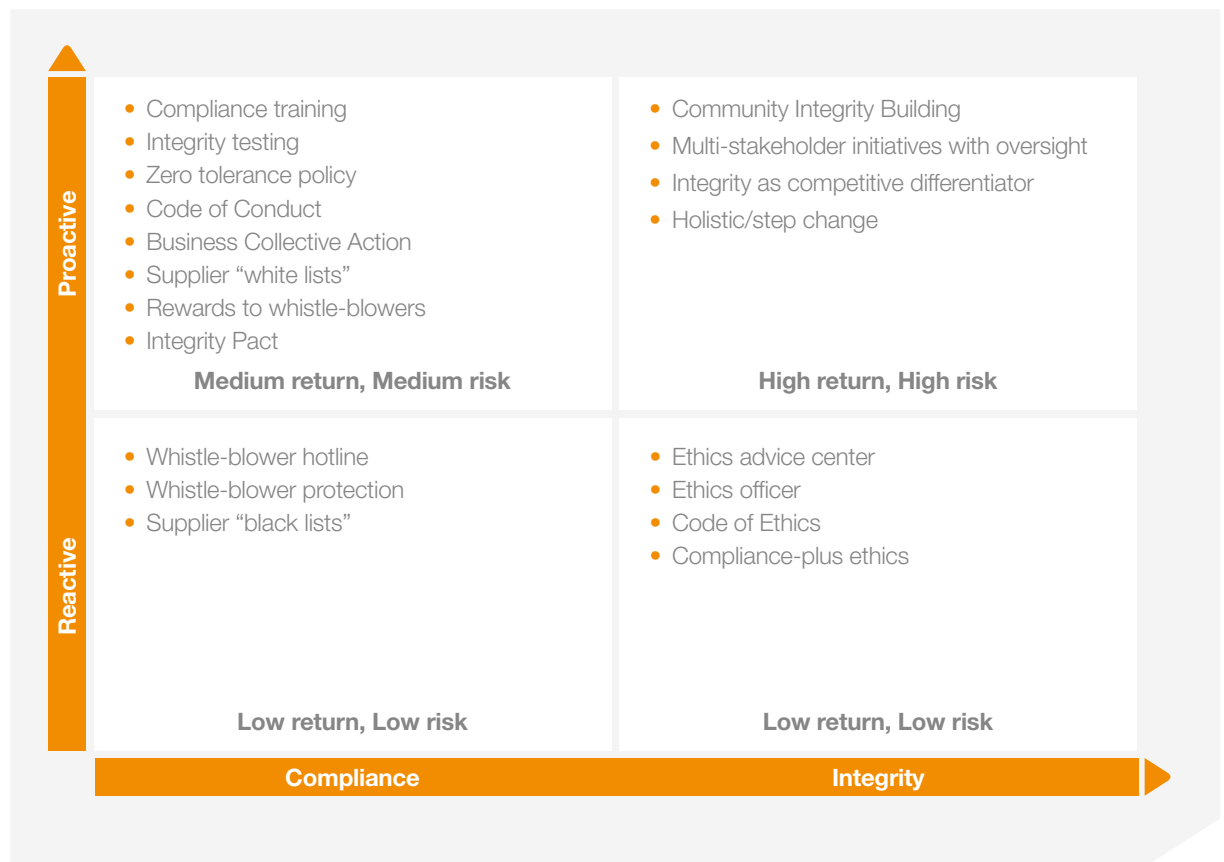 Proactive
• Compliance training
• Integrity testing
• Zero tolerance policy
• Code of Conduct
• Business Collective Action
• Supplier “white lists”
• Rewards to whistle-blowers
• Integrity Pact
Medium return, Medium risk
• Community Integrity Building
• Multi-stakeholder initiatives with oversight
• Integrity as competitive differentiator
• Holistic/step change
High return, High risk
Reactive
• Whistle-blower hotline
• Whistle-blower protection
• Supplier “black lists”
Low return, Low risk
• Ethics advice center
• Ethics officer
• Code of Ethics
• Compliance-plus ethics
Low return, Low risk
Compliance
Integrity